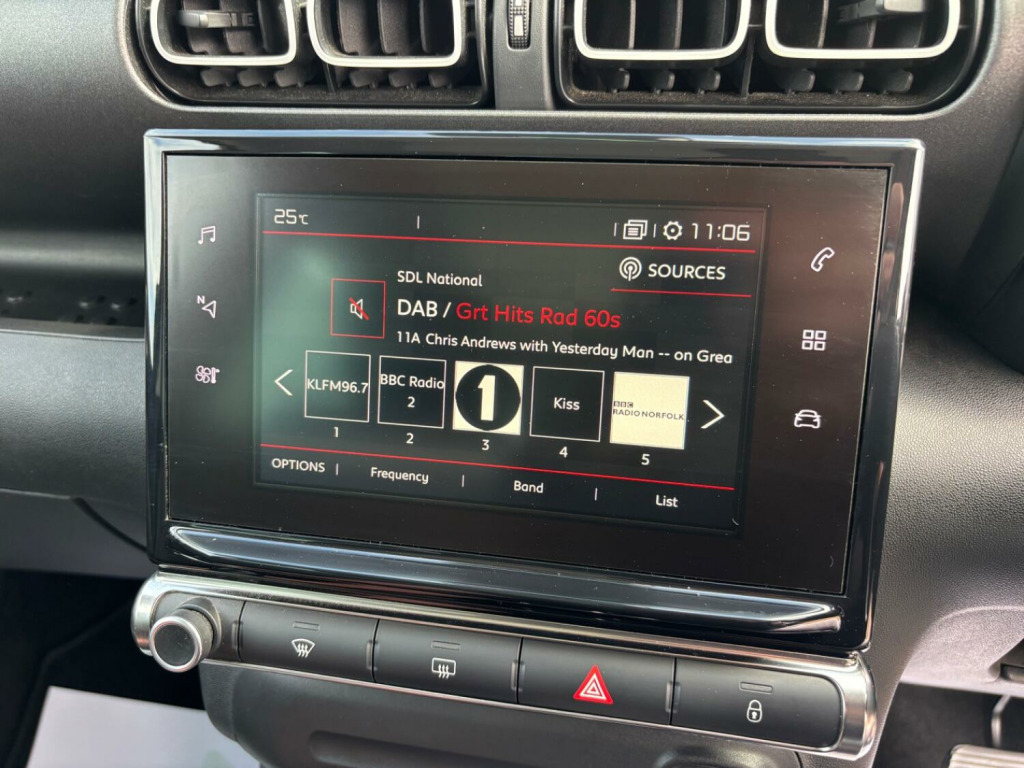 25°C
11:06
SOURCES
SDL National
DAB / Grt Hits Rad 60s
11A Chris Andrews with Yesterday Man -- on Grea
N
KLFM96.7
BBC Radio
2
1
Kiss
BBC
RADIO NORFOLK
1 2 3 4 5
OPTIONS Frequency Band List